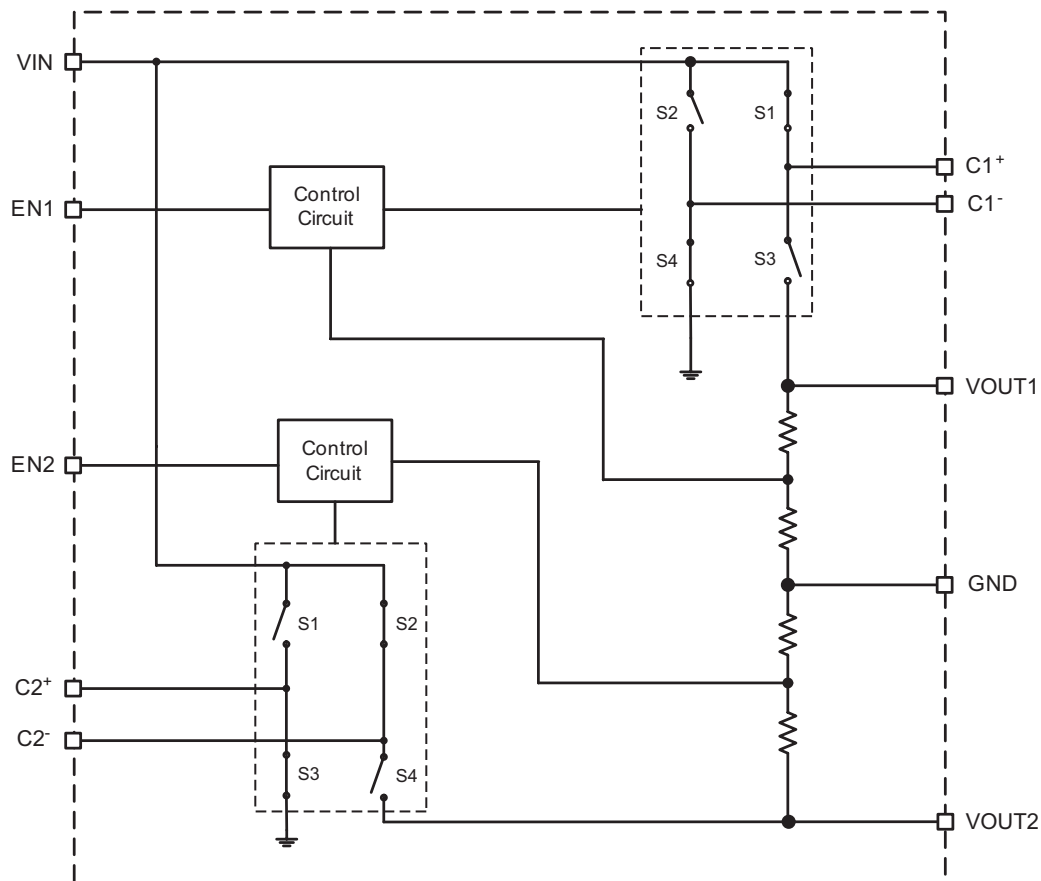 VIN
S2
S1
C1⁺
C1⁻
EN1
Control
Circuit
S4
S3
VOUT1
EN2
Control
Circuit
GND
S1
S2
C2⁺
C2⁻
S3
S4
VOUT2